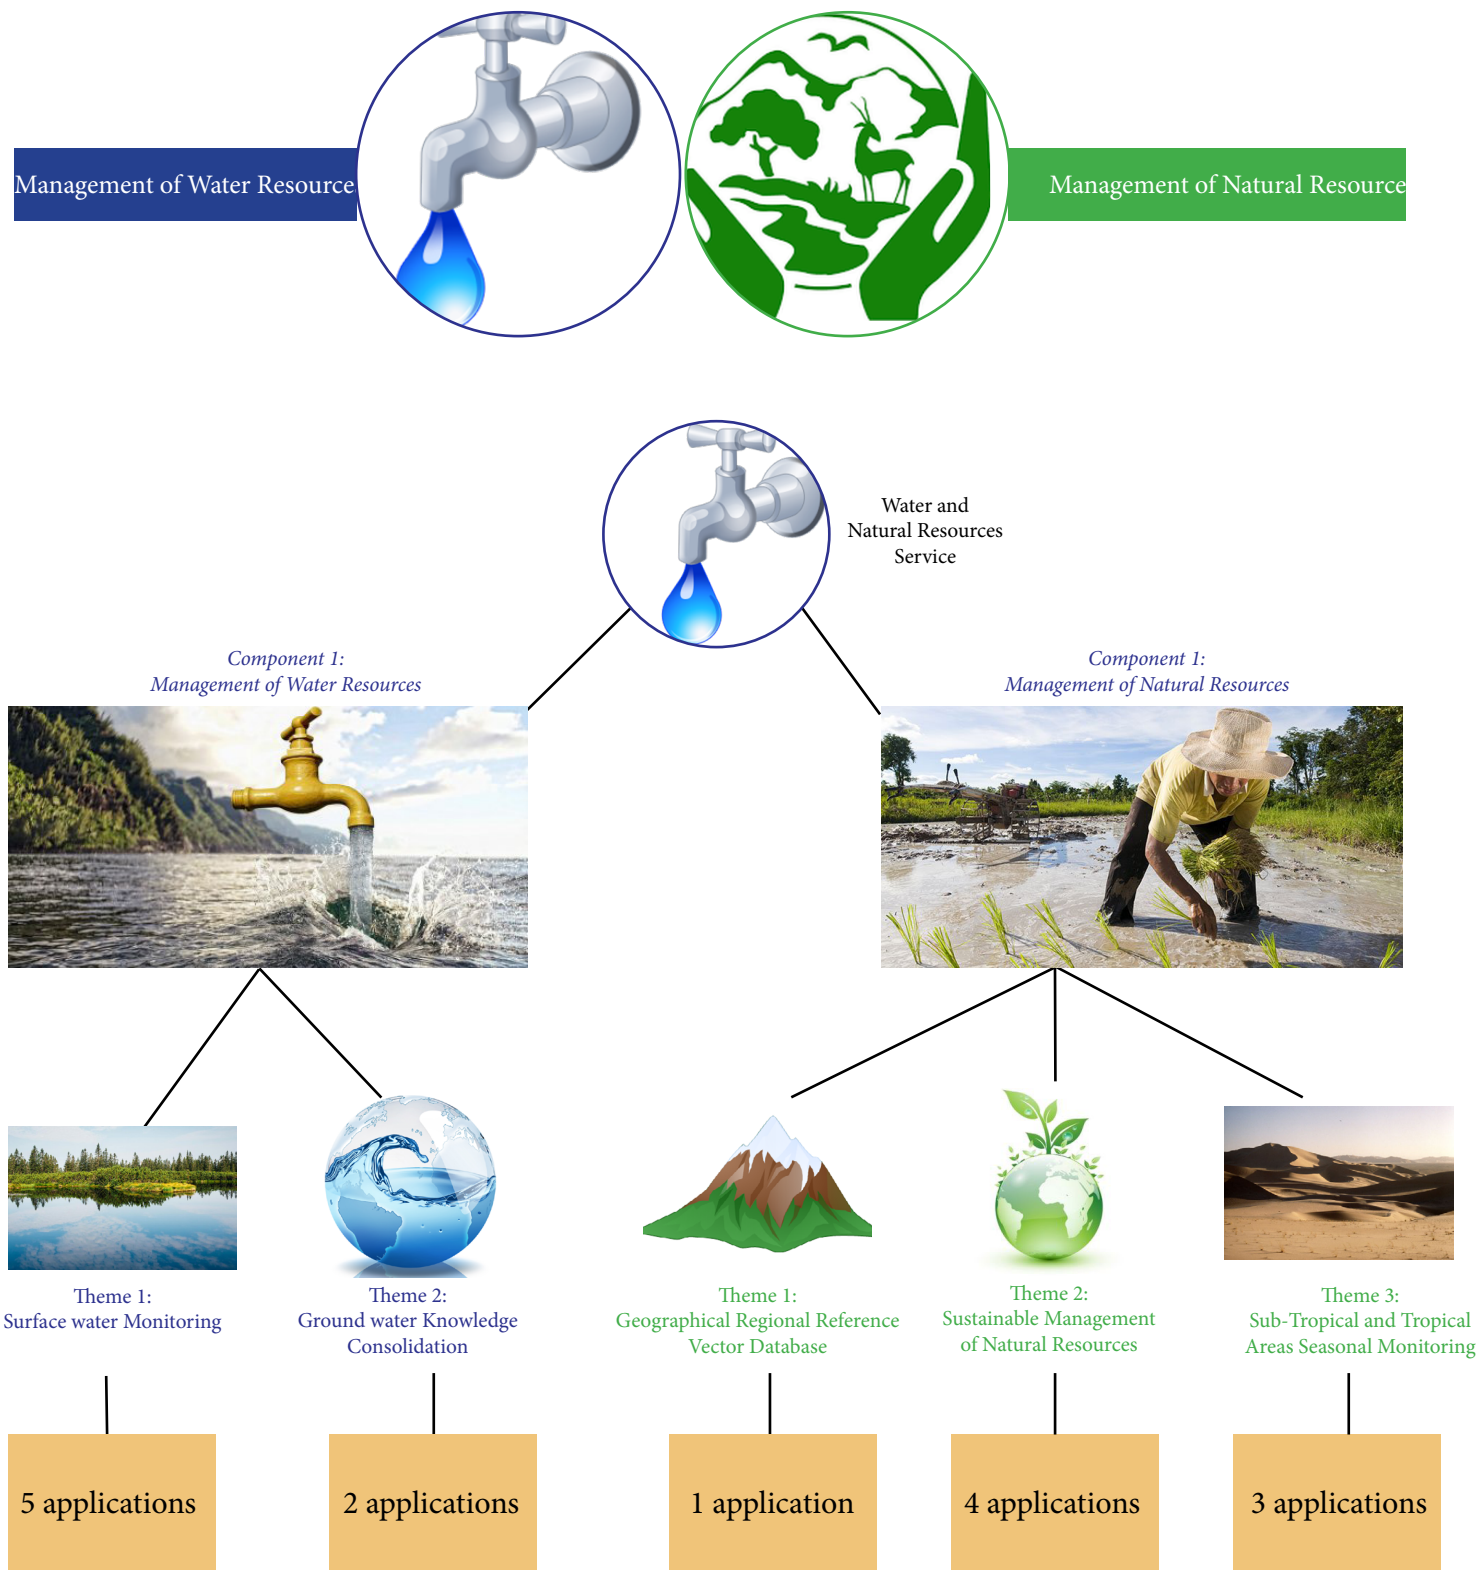 Management of Water Resource
Management of Natural Resource
Water and
Natural Resources
Service
Component 1:
Management of Water Resources
Component 1:
Management of Natural Resources
Theme 1:
Surface water Monitoring
Theme 2:
Ground water Knowledge
Consolidation
Theme 1:
Geographical Regional Reference
Vector Database
Theme 2:
Sustainable Management
of Natural Resources
Theme 3:
Sub-Tropical and Tropical
Areas Seasonal Monitoring
5 applications
2 applications
1 application
4 applications
3 applications